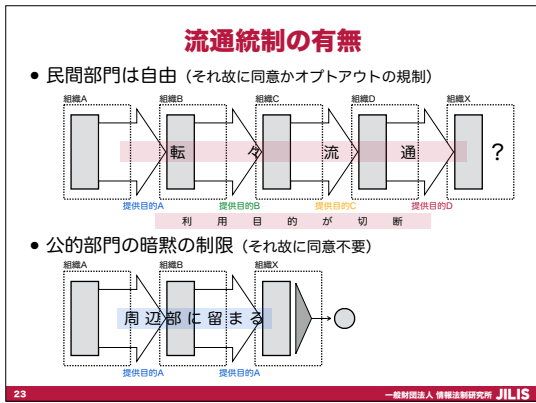 流通統制の有無
• 民間部門は自由（それ故に同意かオプトアウトの規制）
組織A 組織B 組織C 組織D 組織X
転 々 流 通 ?
提供目的A 提供目的B 提供目的C 提供目的D
利 用 目 的 が 切 断
• 公的部門の暗黙の制限（それ故に同意不要）
組織A 組織B 組織X
周辺部に留まる
提供目的A 提供目的A
23 一般財団法人 情報法制研究所 JILIS